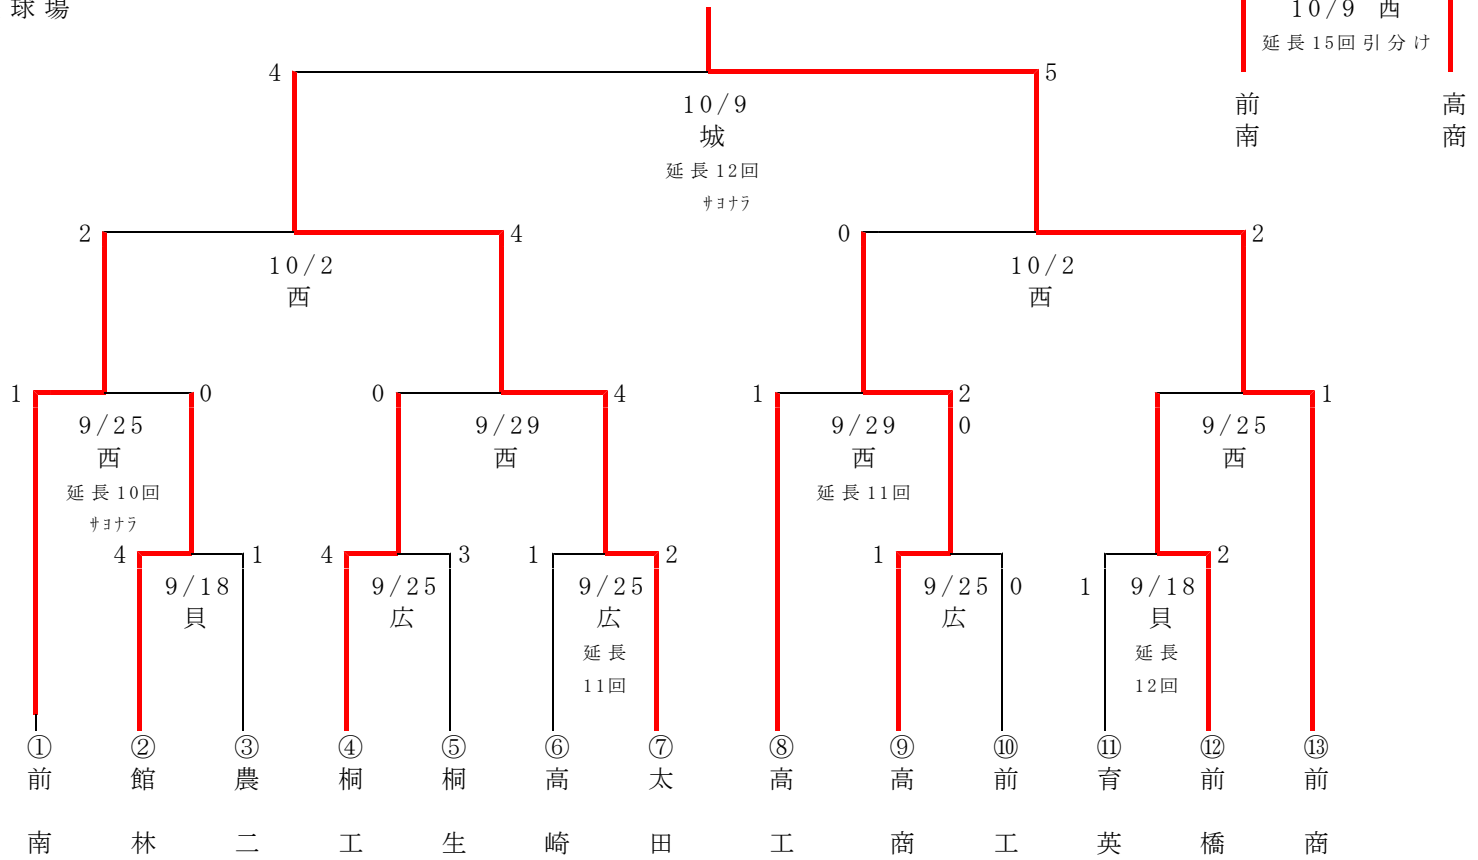 球場
10/9 西
延長15回引分け
4
5
10/9
城
延長12回
ｻﾖﾅﾗ
前南
高商
2
4
0
2
10/2
西
10/2
西
1
0
0
4
1
2
1
9/25
9/29
9/29
0
9/25
西
西
西
西
延長10回
延長11回
ｻﾖﾅﾗ
4
1
4
3
1
2
1
2
9/18
9/25
9/25
9/25
0
1
9/18
貝
広
広
広
貝
延長
延長
11回
12回
①
②
③
④
⑤
⑥
⑦
⑧
⑨
⑩
⑪
⑫
⑬
前南
館林
農二
桐工
桐生
高崎
太田
高工
高商
前工
育英
前橋
前商